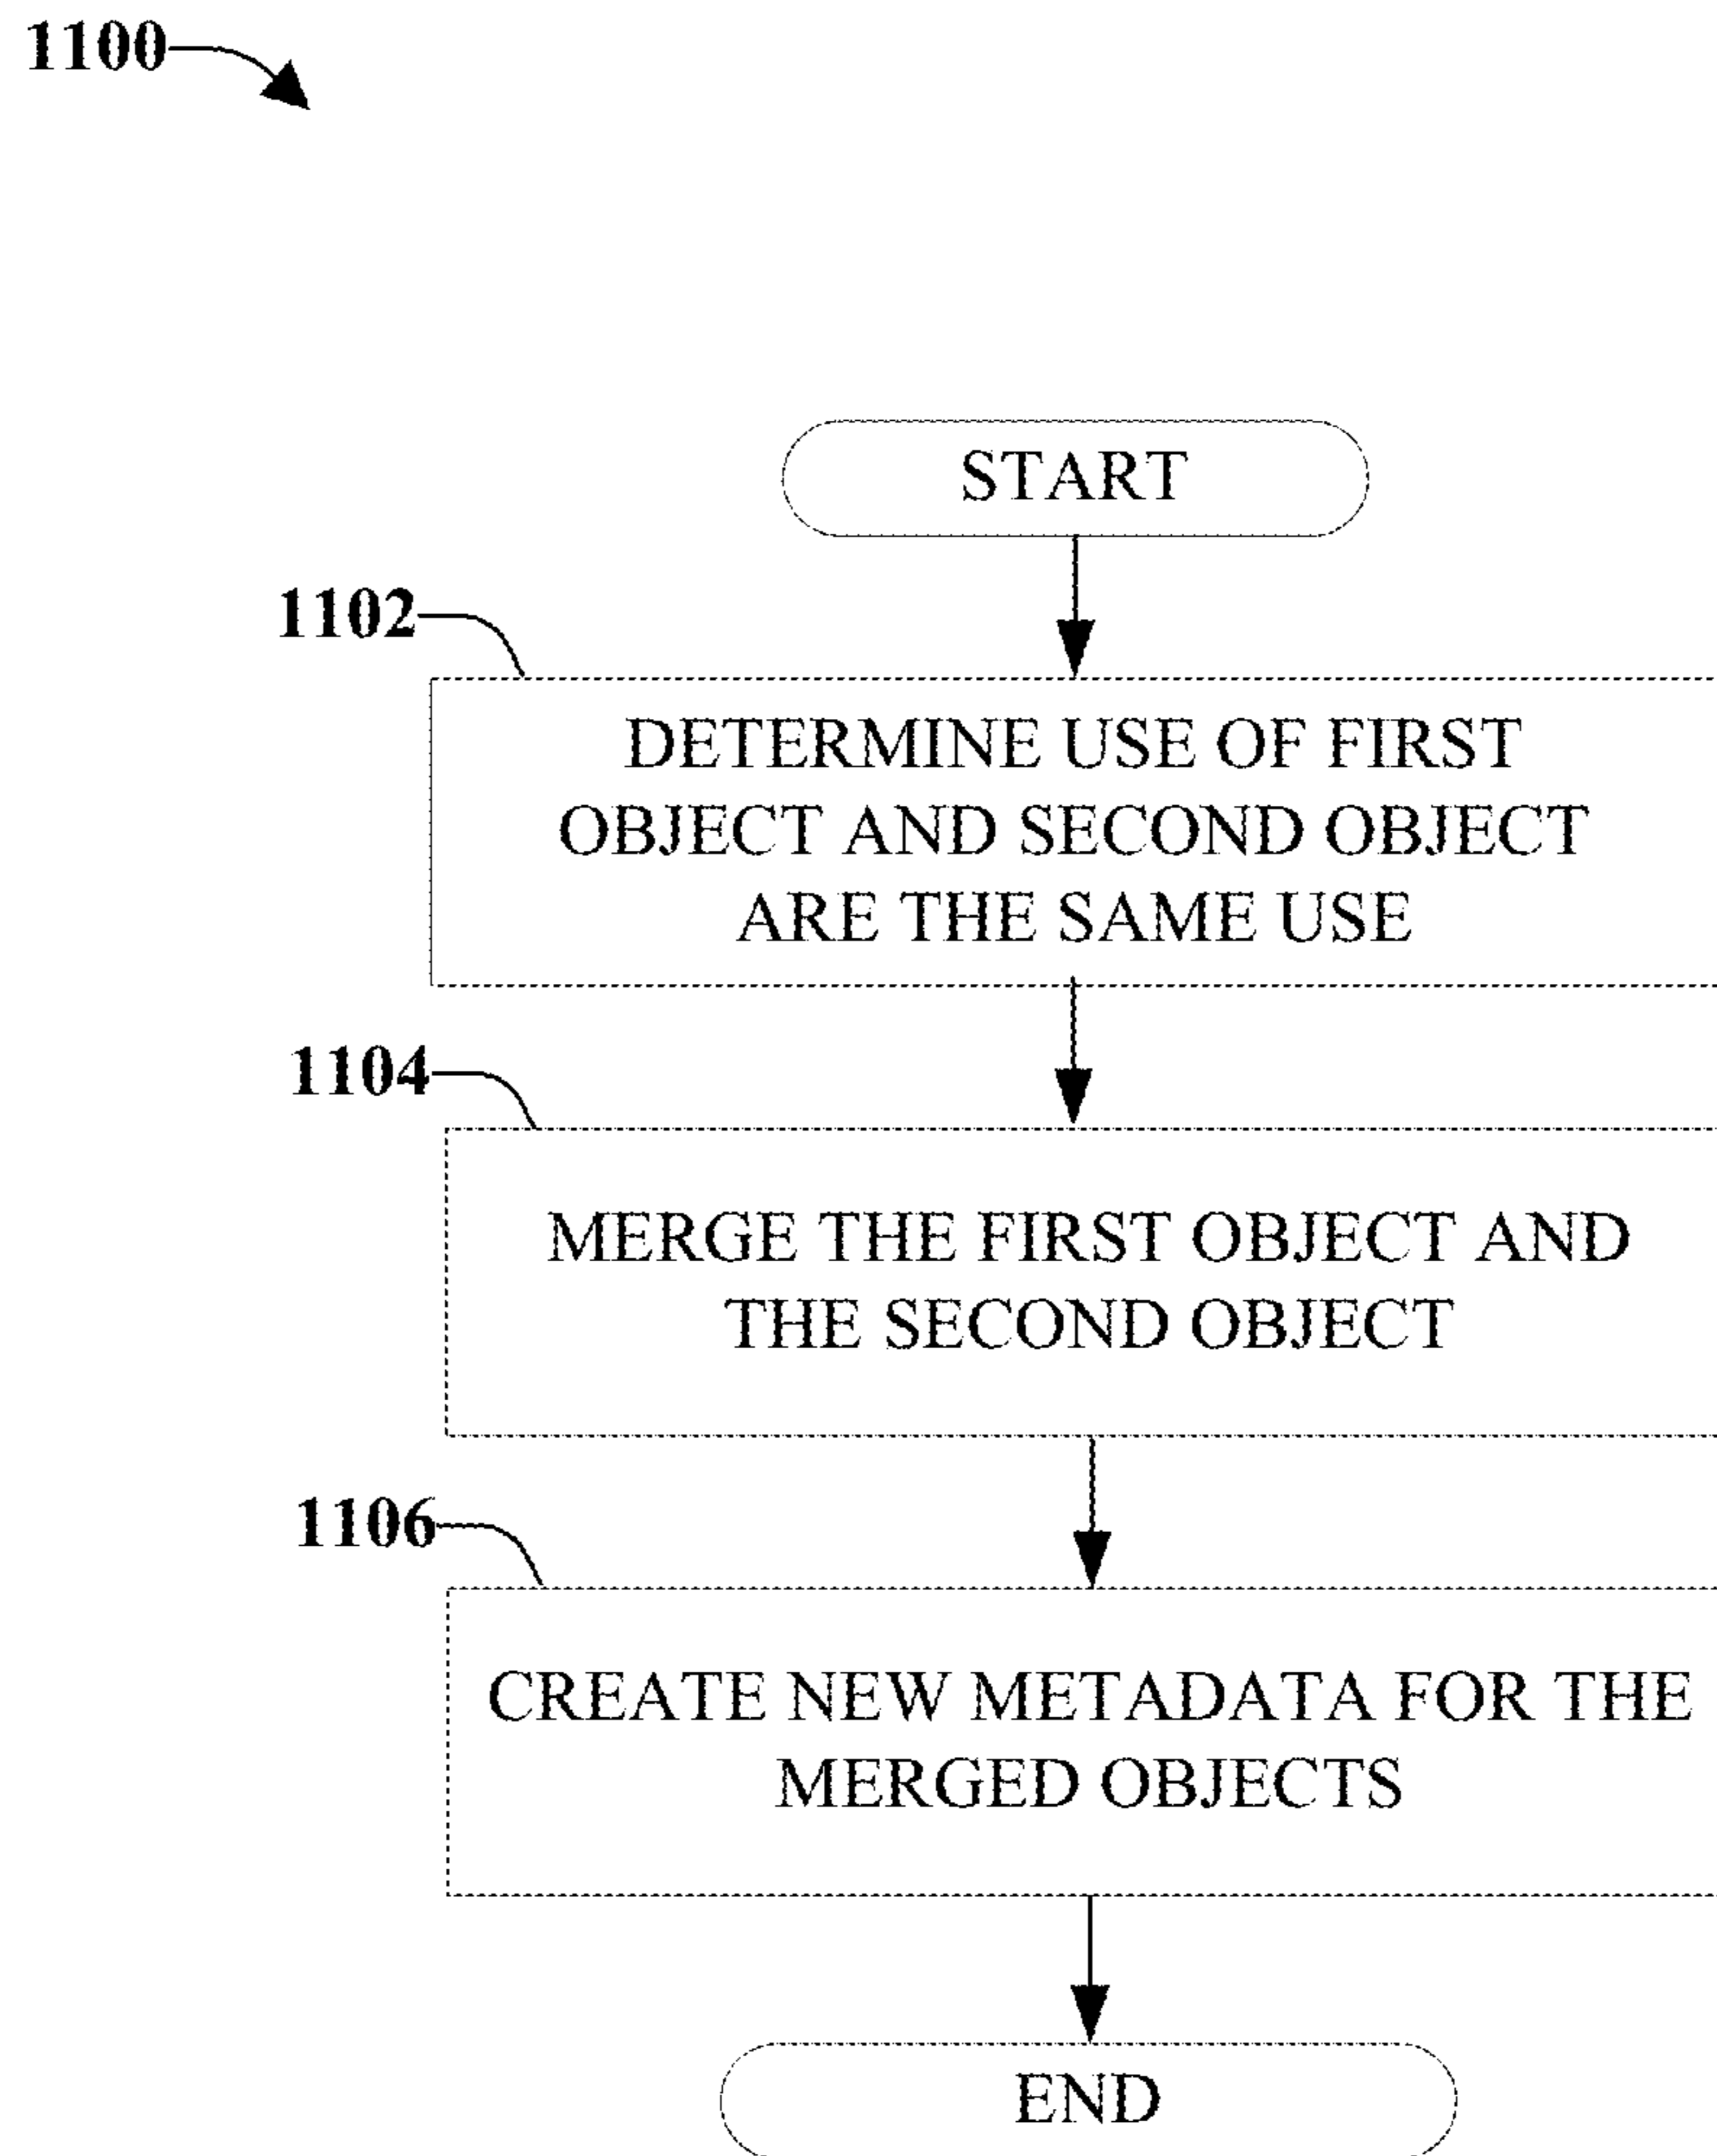 1100
START
1102
DETERMINE USE OF FIRST
OBJECT AND SECOND OBJECT
ARE THE SAME USE
1104
MERGE THE FIRST OBJECT AND
THE SECOND OBJECT
1106
CREATE NEW METADATA FOR THE
MERGED OBJECTS
END